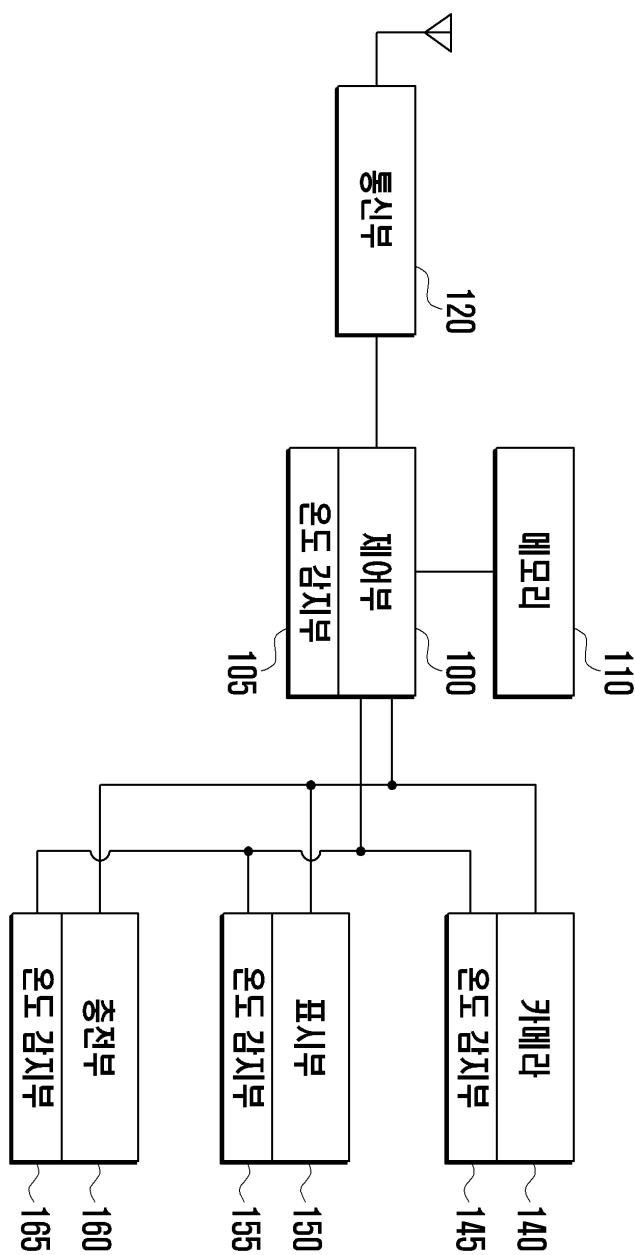 110
메모리
카메라
140
온도 감지부
145
120
통신부
100
제어부
온도 감지부
105
표시부
150
온도 감지부
155
충전부
160
온도 감지부
165